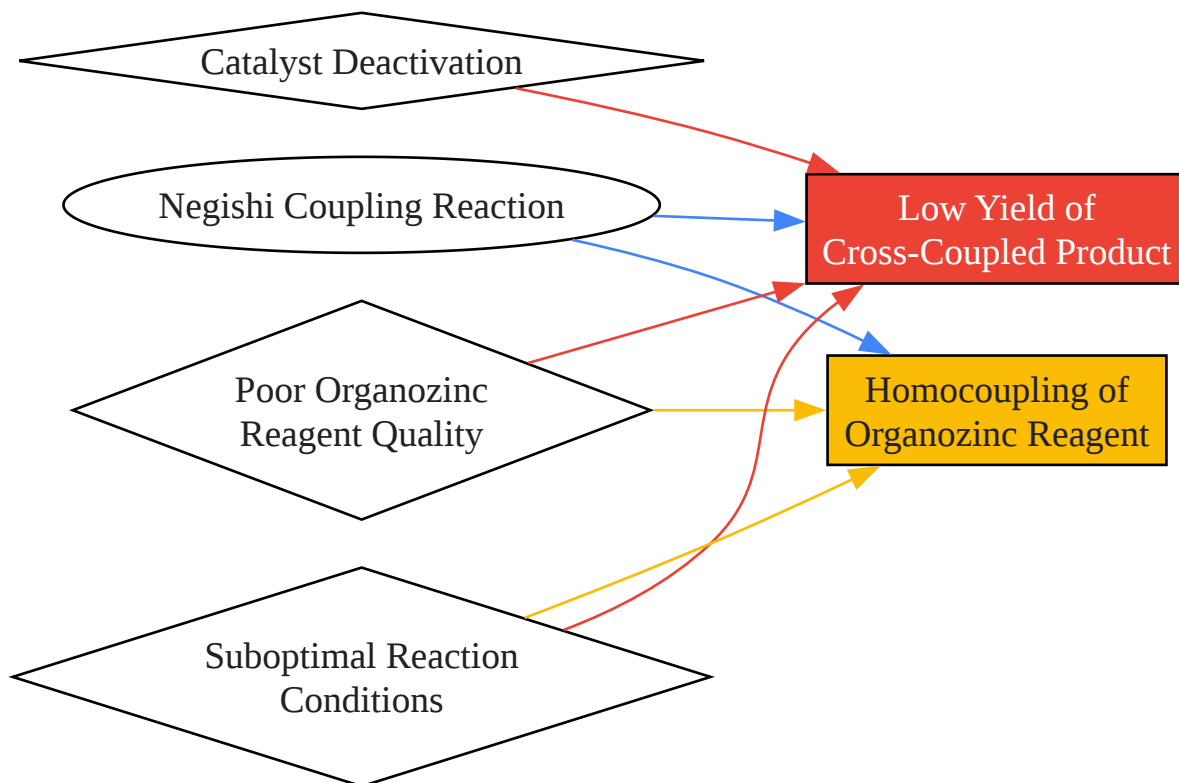 Catalyst Deactivation
Negishi Coupling Reaction
Low Yield of
Cross-Coupled Product
Poor Organozinc
Reagent Quality
Homocoupling of
Organozinc Reagent
Suboptimal Reaction
Conditions